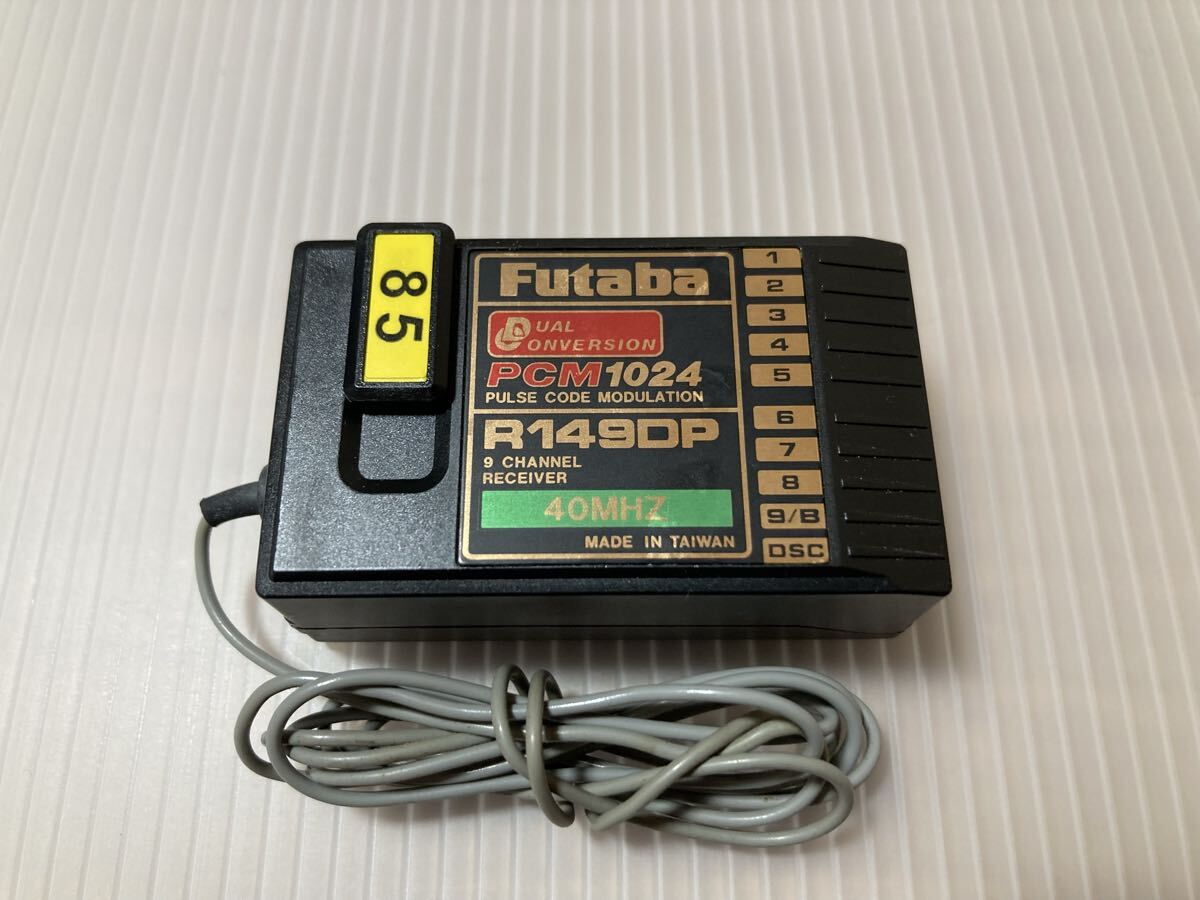 85
Futaba
DUAL
CONVERSION
PCM1024
PULSE CODE MODULATION
R149DP
9 CHANNEL
RECEIVER
40MHZ
MADE IN TAIWAN
1
2
3
4
5
6
7
8
9/B
DSC